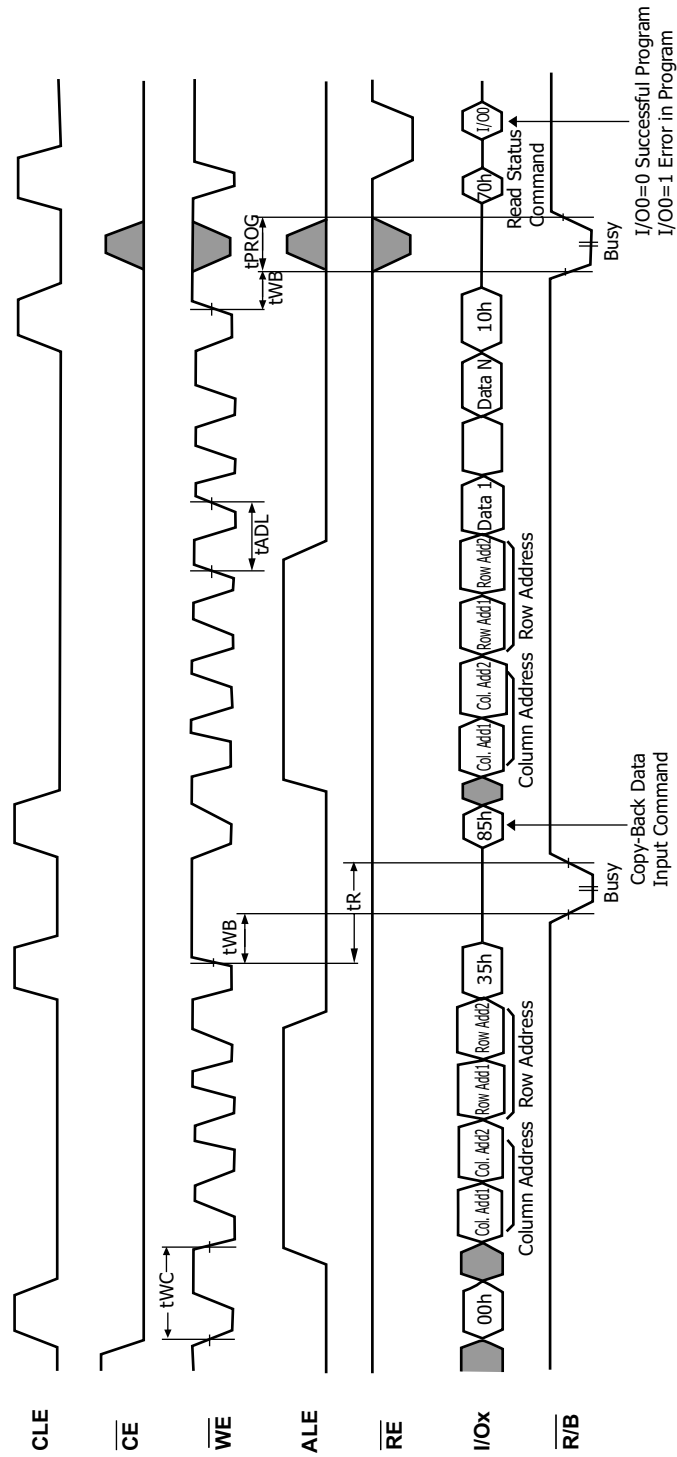 CLE
CE
WE
tWC
tWB
tADL
tWB
tPROG
ALE
tR
RE
I/Ox
00h
Col. Add1
Col. Add2
Row Add1
Row Add2
35h
85h
Col. Add1
Col. Add2
Row Add1
Row Add2
Data 1
Data N
10h
70h
I/O0
Column Address
Row Address
Column Address
Row Address
Read Status
Command
R/B
Busy
Busy
Copy-Back Data
Input Command
I/O0=0 Successful Program
I/O0=1 Error in Program